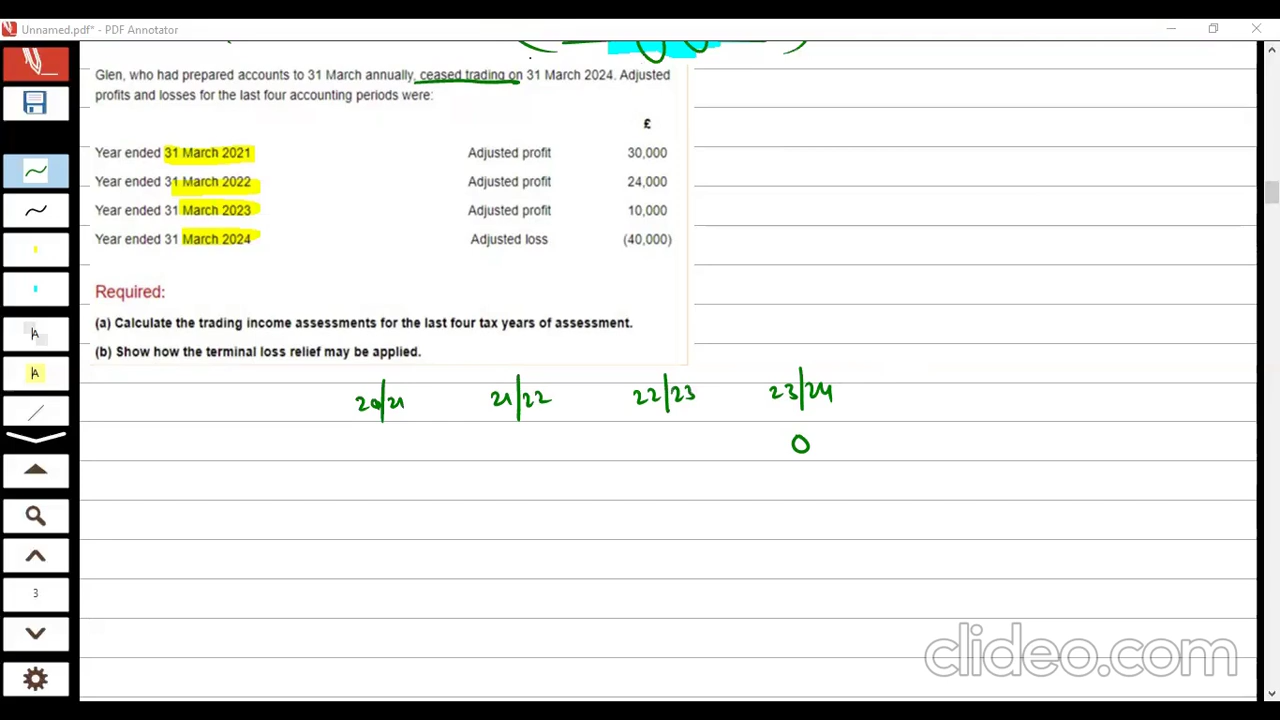 Unnamed.pdf* - PDF Annotator
Glen, who had prepared accounts to 31 March annually, ceased trading on 31 March 2024. Adjusted
profits and losses for the last four accounting periods were:
£
Year ended 31 March 2021 Adjusted profit 30,000
Year ended 31 March 2022 Adjusted profit 24,000
Year ended 31 March 2023 Adjusted profit 10,000
Year ended 31 March 2024 Adjusted loss (40,000)
Required:
(a) Calculate the trading income assessments for the last four tax years of assessment.
(b) Show how the terminal loss relief may be applied.
20/21 21/22 22/23 23/24
0
A
A
3
clideo.com